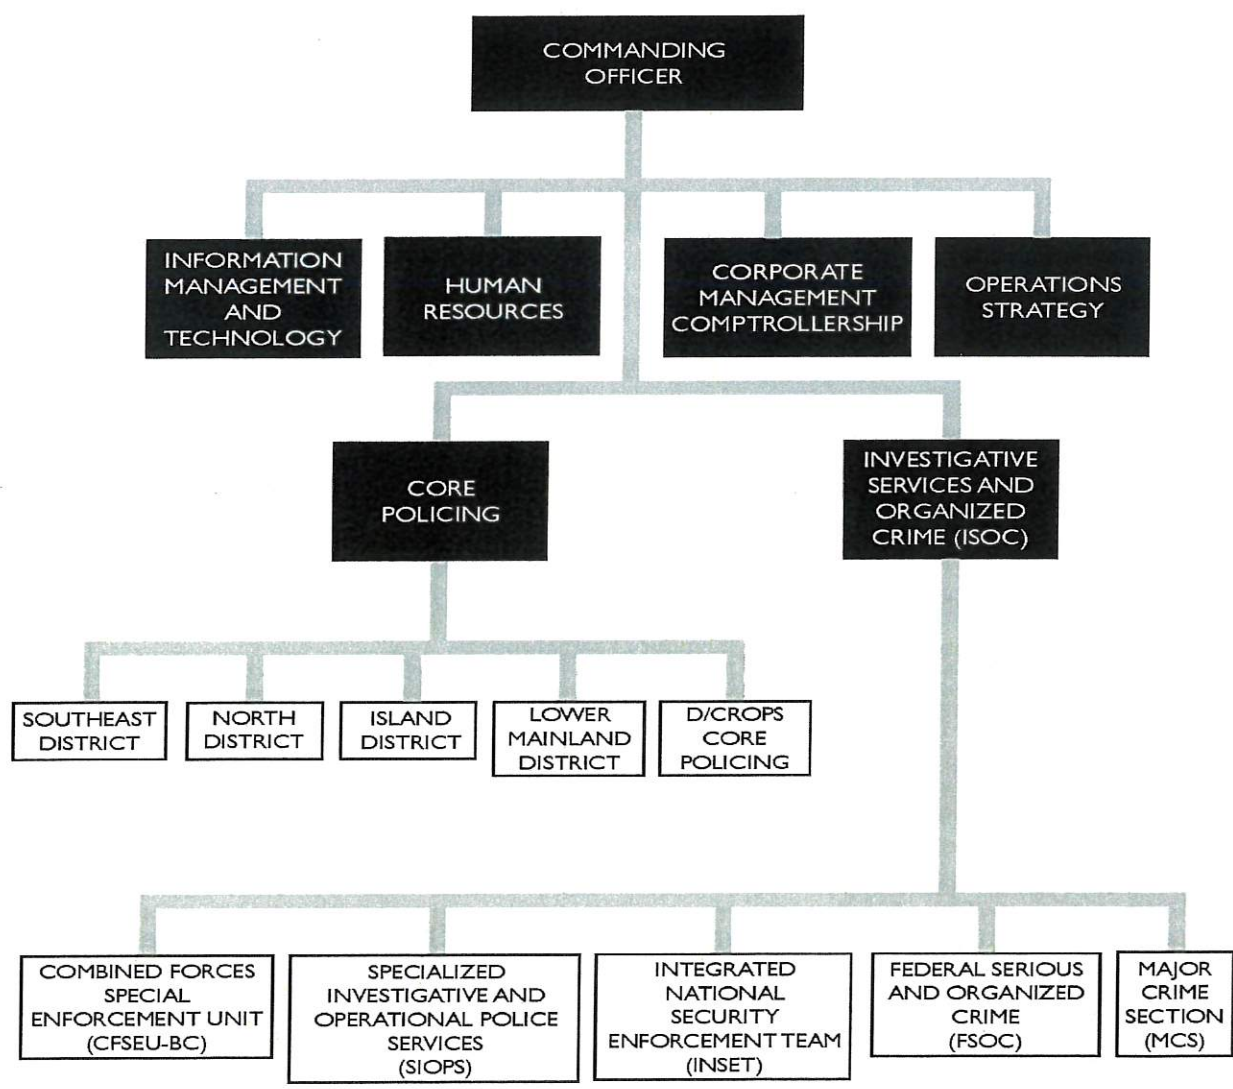 COMMANDING
OFFICER
INFORMATION
MANAGEMENT
AND
TECHNOLOGY
HUMAN
RESOURCES
CORPORATE
MANAGEMENT
COMPTROLLERSHIP
OPERATIONS
STRATEGY
CORE
POLICING
INVESTIGATIVE
SERVICES AND
ORGANIZED
CRIME (ISOC)
SOUTHEAST
DISTRICT
NORTH
DISTRICT
ISLAND
DISTRICT
LOWER
MAINLAND
DISTRICT
D/CROPS
CORE
POLICING
COMBINED FORCES
SPECIAL
ENFORCEMENT UNIT
(CFSEU-BC)
SPECIALIZED
INVESTIGATIVE AND
OPERATIONAL POLICE
SERVICES
(SIOPS)
INTEGRATED
NATIONAL
SECURITY
ENFORCEMENT TEAM
(INSET)
FEDERAL SERIOUS
AND ORGANIZED
CRIME
(FSOC)
MAJOR
CRIME
SECTION
(MCS)